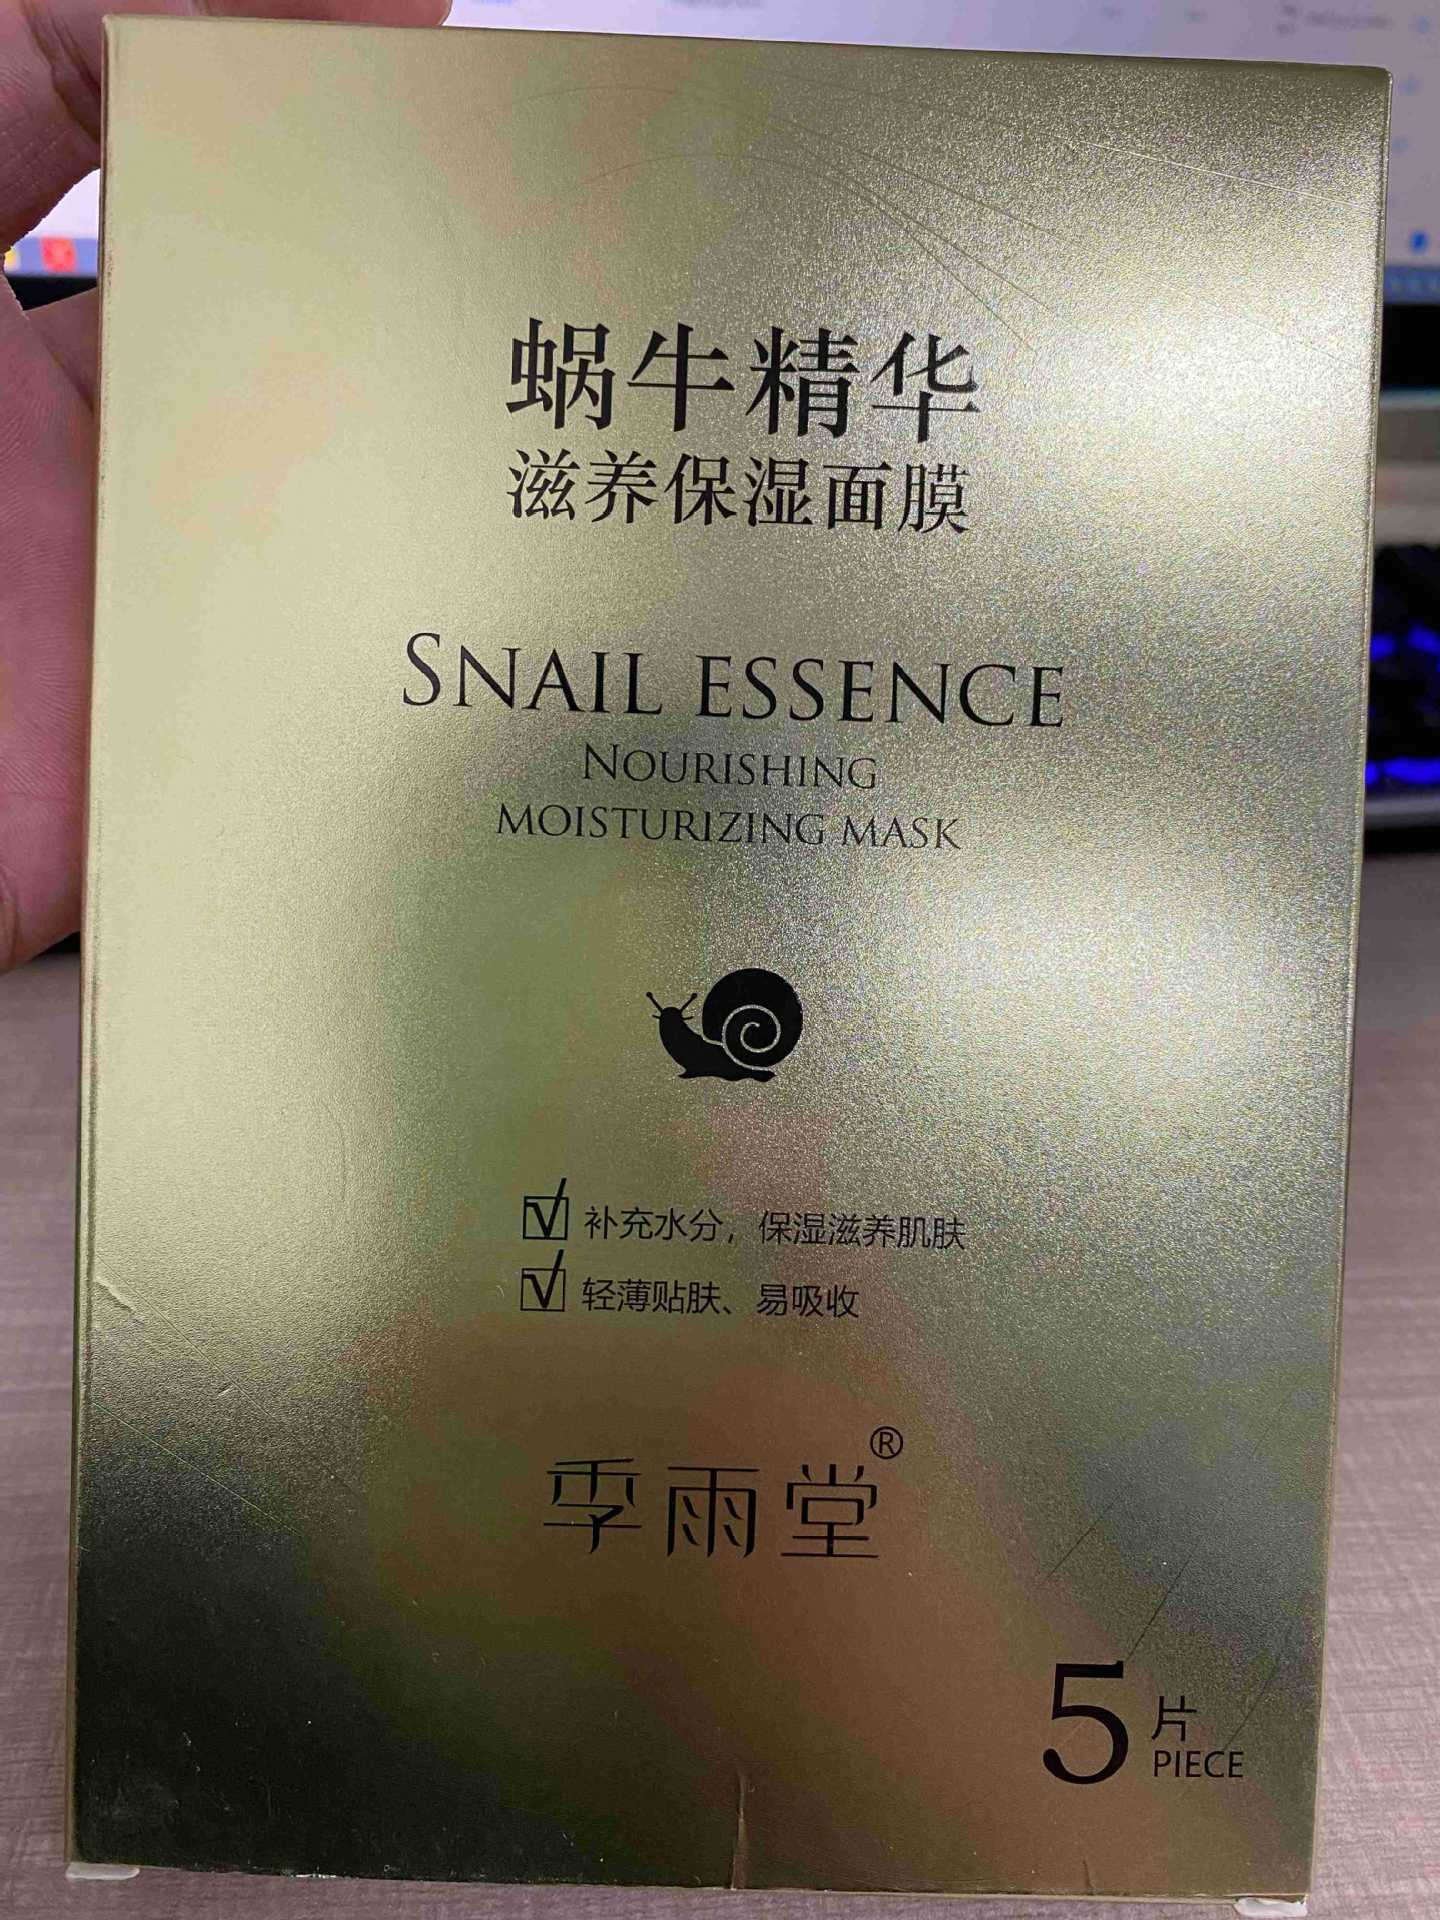 蜗牛精华
滋养保湿面膜
SNAIL ESSENCE
NOURISHING
MOISTURIZING MASK
补充水分，保湿滋养肌肤
轻薄贴肤、易吸收
季雨堂®
5片
PIECE